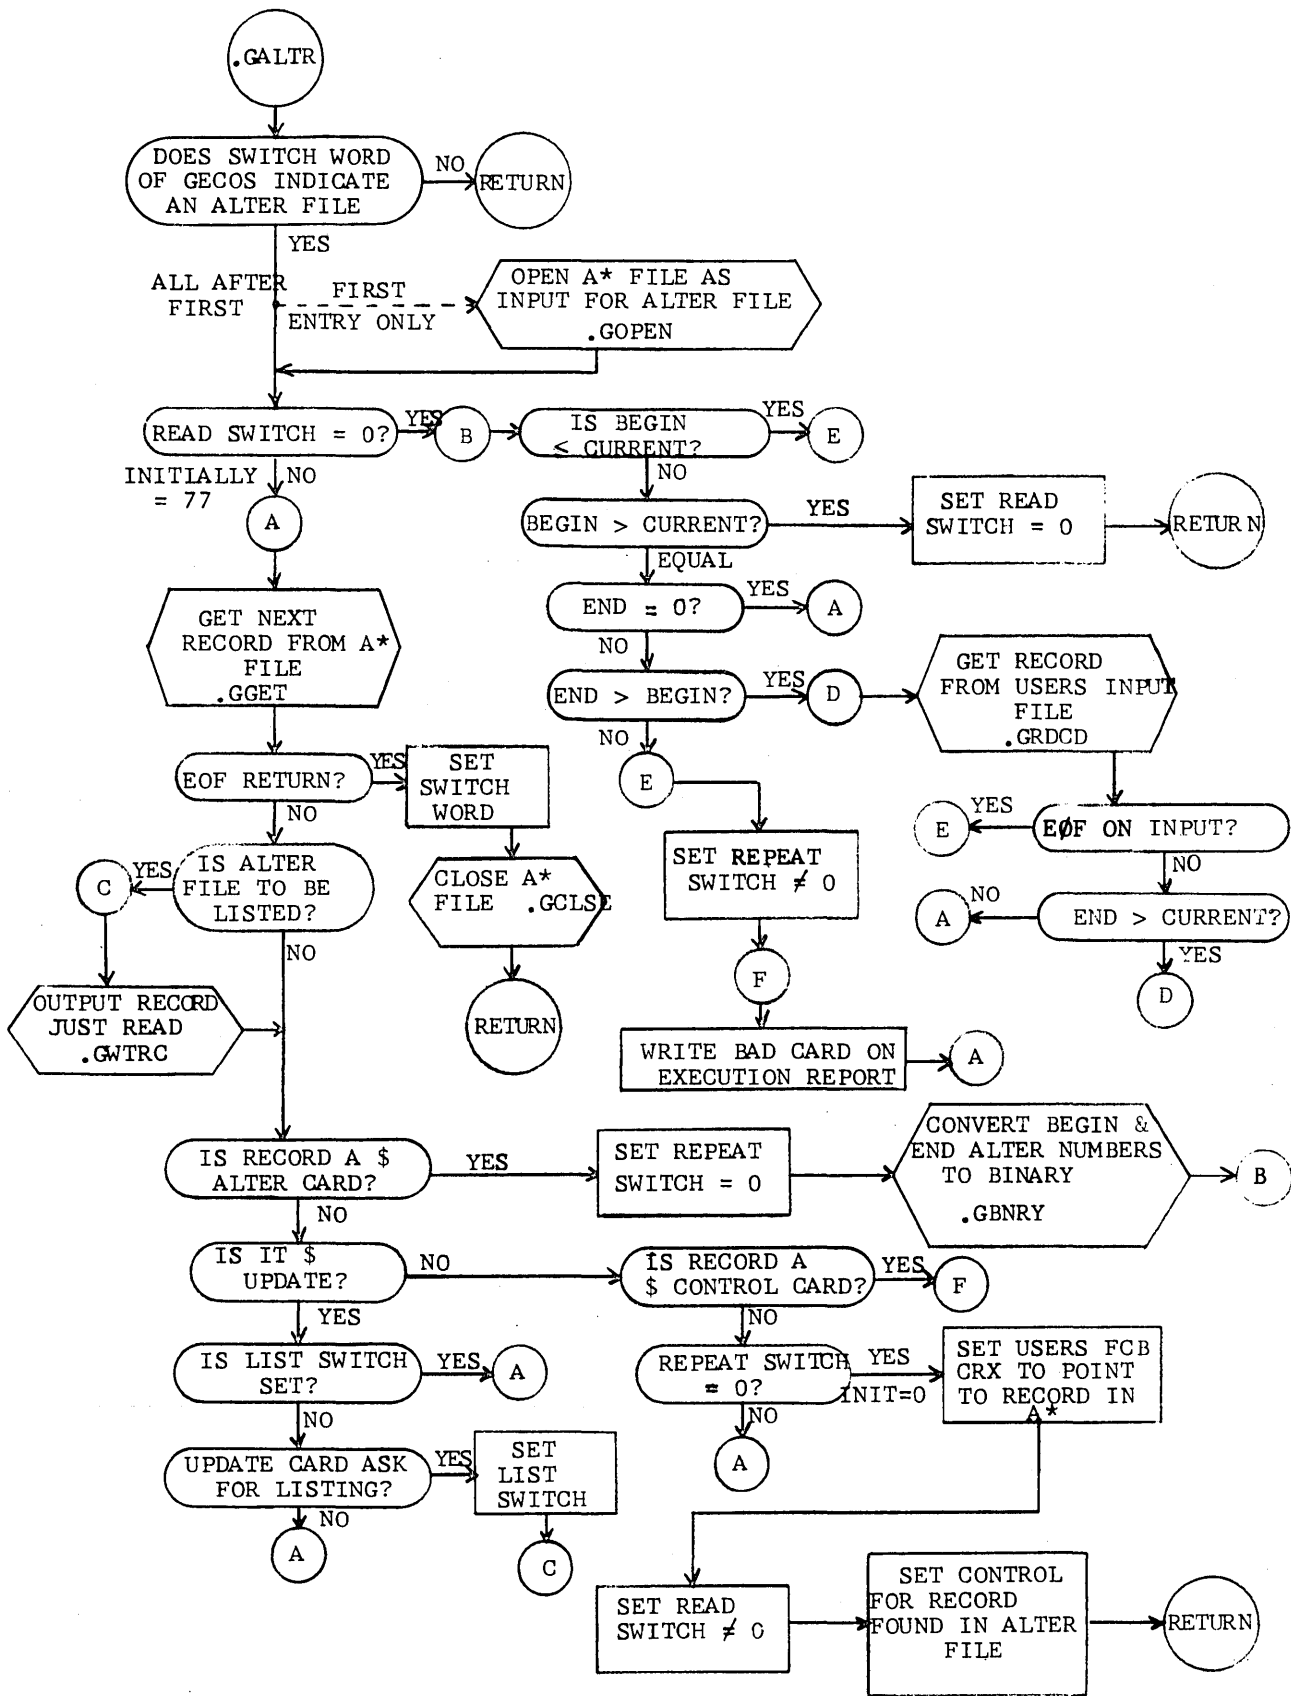 .GALTR
DOES SWITCH WORD
OF GECOS INDICATE
AN ALTER FILE
NO
RETURN
YES
ALL AFTER
FIRST
FIRST
ENTRY ONLY
OPEN A* FILE AS
INPUT FOR ALTER FILE
.GOPEN
READ SWITCH = 0?
YES
B
IS BEGIN
< CURRENT?
YES
E
INITIALLY
= 77
NO
A
NO
BEGIN > CURRENT?
YES
SET READ
SWITCH = 0
RETURN
EQUAL
END = 0?
YES
A
NO
GET NEXT
RECORD FROM A*
FILE
.GGET
END > BEGIN?
YES
D
GET RECORD
FROM USERS INPUT
FILE
.GRDCD
NO
E
EOF RETURN?
YES
SET
SWITCH
WORD
NO
E
YES
EØF ON INPUT?
NO
IS ALTER
FILE TO BE
LISTED?
YES
C
CLOSE A*
FILE .GCLSE
SET REPEAT
SWITCH ≠ 0
A
NO
END > CURRENT?
YES
D
NO
F
RETURN
OUTPUT RECORD
JUST READ
.GWTRC
WRITE BAD CARD ON
EXECUTION REPORT
A
IS RECORD A $
ALTER CARD?
YES
SET REPEAT
SWITCH = 0
CONVERT BEGIN &
END ALTER NUMBERS
TO BINARY
.GBNRY
B
NO
IS IT $
UPDATE?
NO
IS RECORD A
$ CONTROL CARD?
YES
F
YES
NO
IS LIST SWITCH
SET?
YES
A
REPEAT SWITCH
= 0?
YES
INIT=0
SET USERS FCB
CRX TO POINT
TO RECORD IN
A*
NO
NO
A
UPDATE CARD ASK
FOR LISTING?
YES
SET
LIST
SWITCH
NO
A
C
SET READ
SWITCH ≠ 0
SET CONTROL
FOR RECORD
FOUND IN ALTER
FILE
RETURN